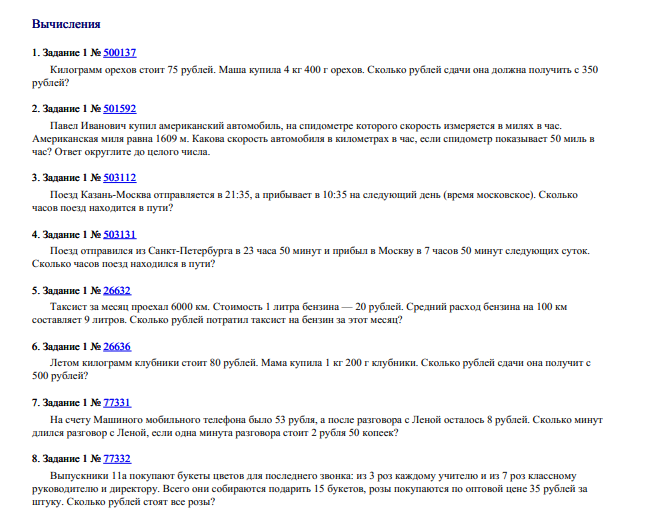 Вычисления
1. Задание 1 № 500137
Килограмм орехов стоит 75 рублей. Маша купила 4 кг 400 г орехов. Сколько рублей сдачи она должна получить с 350
рублей?
2. Задание 1 № 501592
Павел Иванович купил американский автомобиль, на спидометре которого скорость измеряется в милях в час.
Американская миля равна 1609 м. Какова скорость автомобиля в километрах в час, если спидометр показывает 50 миль в
час? Ответ округлите до целого числа.
3. Задание 1 № 503112
Поезд Казань-Москва отправляется в 21:35, а прибывает в 10:35 на следующий день (время московское). Сколько
часов поезд находится в пути?
4. Задание 1 № 503131
Поезд отправился из Санкт-Петербурга в 23 часа 50 минут и прибыл в Москву в 7 часов 50 минут следующих суток.
Сколько часов поезд находился в пути?
5. Задание 1 № 26632
Таксист за месяц проехал 6000 км. Стоимость 1 литра бензина — 20 рублей. Средний расход бензина на 100 км
составляет 9 литров. Сколько рублей потратил таксист на бензин за этот месяц?
6. Задание 1 № 26636
Летом килограмм клубники стоит 80 рублей. Мама купила 1 кг 200 г клубники. Сколько рублей сдачи она получит с
500 рублей?
7. Задание 1 № 77331
На счету Машиного мобильного телефона было 53 рубля, а после разговора с Леной осталось 8 рублей. Сколько минут
длился разговор с Леной, если одна минута разговора стоит 2 рубля 50 копеек?
8. Задание 1 № 77332
Выпускники 11а покупают букеты цветов для последнего звонка: из 3 роз каждому учителю и из 7 роз классному
руководителю и директору. Всего они собираются подарить 15 букетов, розы покупаются по оптовой цене 35 рублей за
штуку. Сколько рублей стоят все розы?